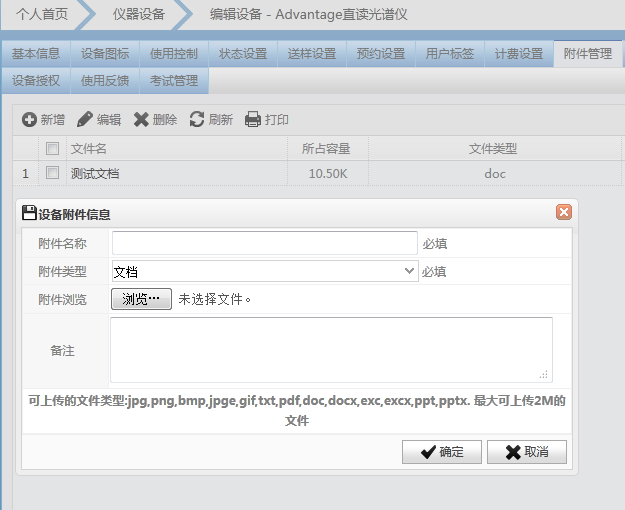 个人首页 仪器设备 编辑设备 - Advantage直读光谱仪
基本信息 设备图标 使用控制 状态设置 送样设置 预约设置 用户标签 计费设置 附件管理
设备授权 使用反馈 考试管理
新增 编辑 删除 刷新 打印
文件名 所占容量 文件类型
1 测试文档 10.50K doc
设备附件信息
附件名称 必填
附件类型 文档 必填
附件浏览 浏览… 未选择文件。
备注
可上传的文件类型:jpg,png,bmp,jpge,gif,txt,pdf,doc,docx,exc,excx,ppt,pptx. 最大可上传2M的
文件
确定 取消